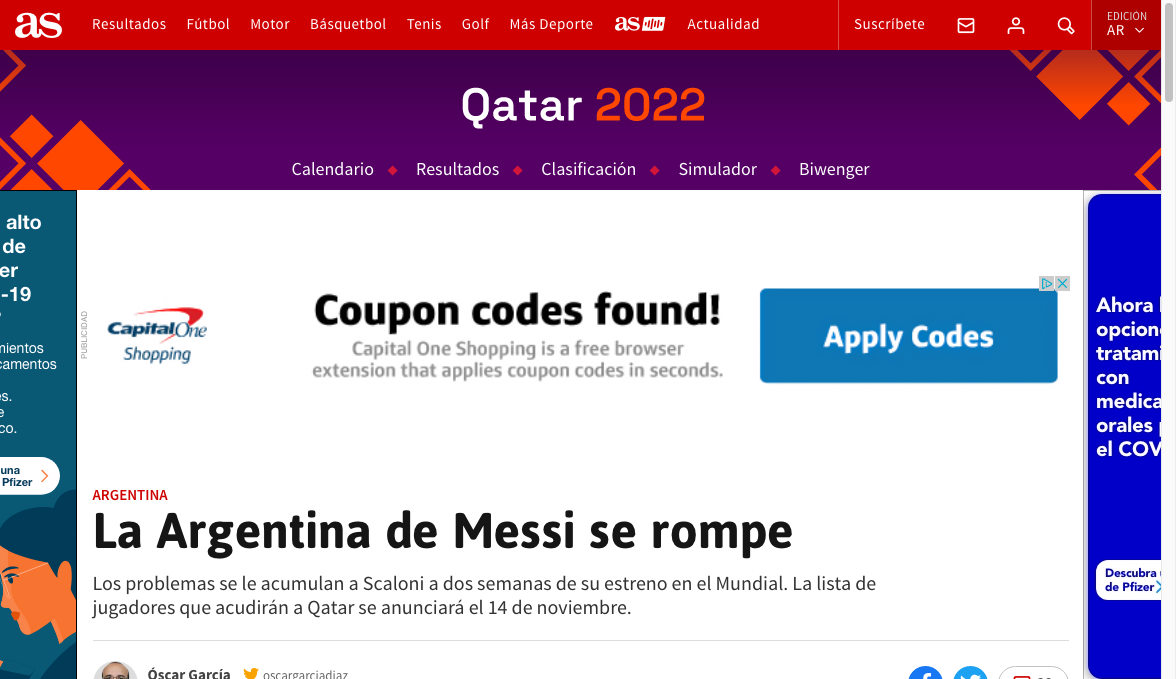 as
Resultados Fútbol Motor Básquetbol Tenis Golf Más Deporte as Actualidad
Suscríbete
EDICIÓN
AR
Qatar 2022
Calendario Resultados Clasificación Simulador Biwenger
alto
de
er
-19
mientos
camentos
es.
e
co.
una
Pfizer
PUBLICIDAD
CapitalOne
Shopping
Coupon codes found!
Capital One Shopping is a free browser
extension that applies coupon codes in seconds.
Apply Codes
Ahora
opcione
tratami
con
medica
orales
el COV
Descubra
de Pfizer
ARGENTINA
La Argentina de Messi se rompe
Los problemas se le acumulan a Scaloni a dos semanas de su estreno en el Mundial. La lista de
jugadores que acudirán a Qatar se anunciará el 14 de noviembre.
Óscar García oscargarciadiaz